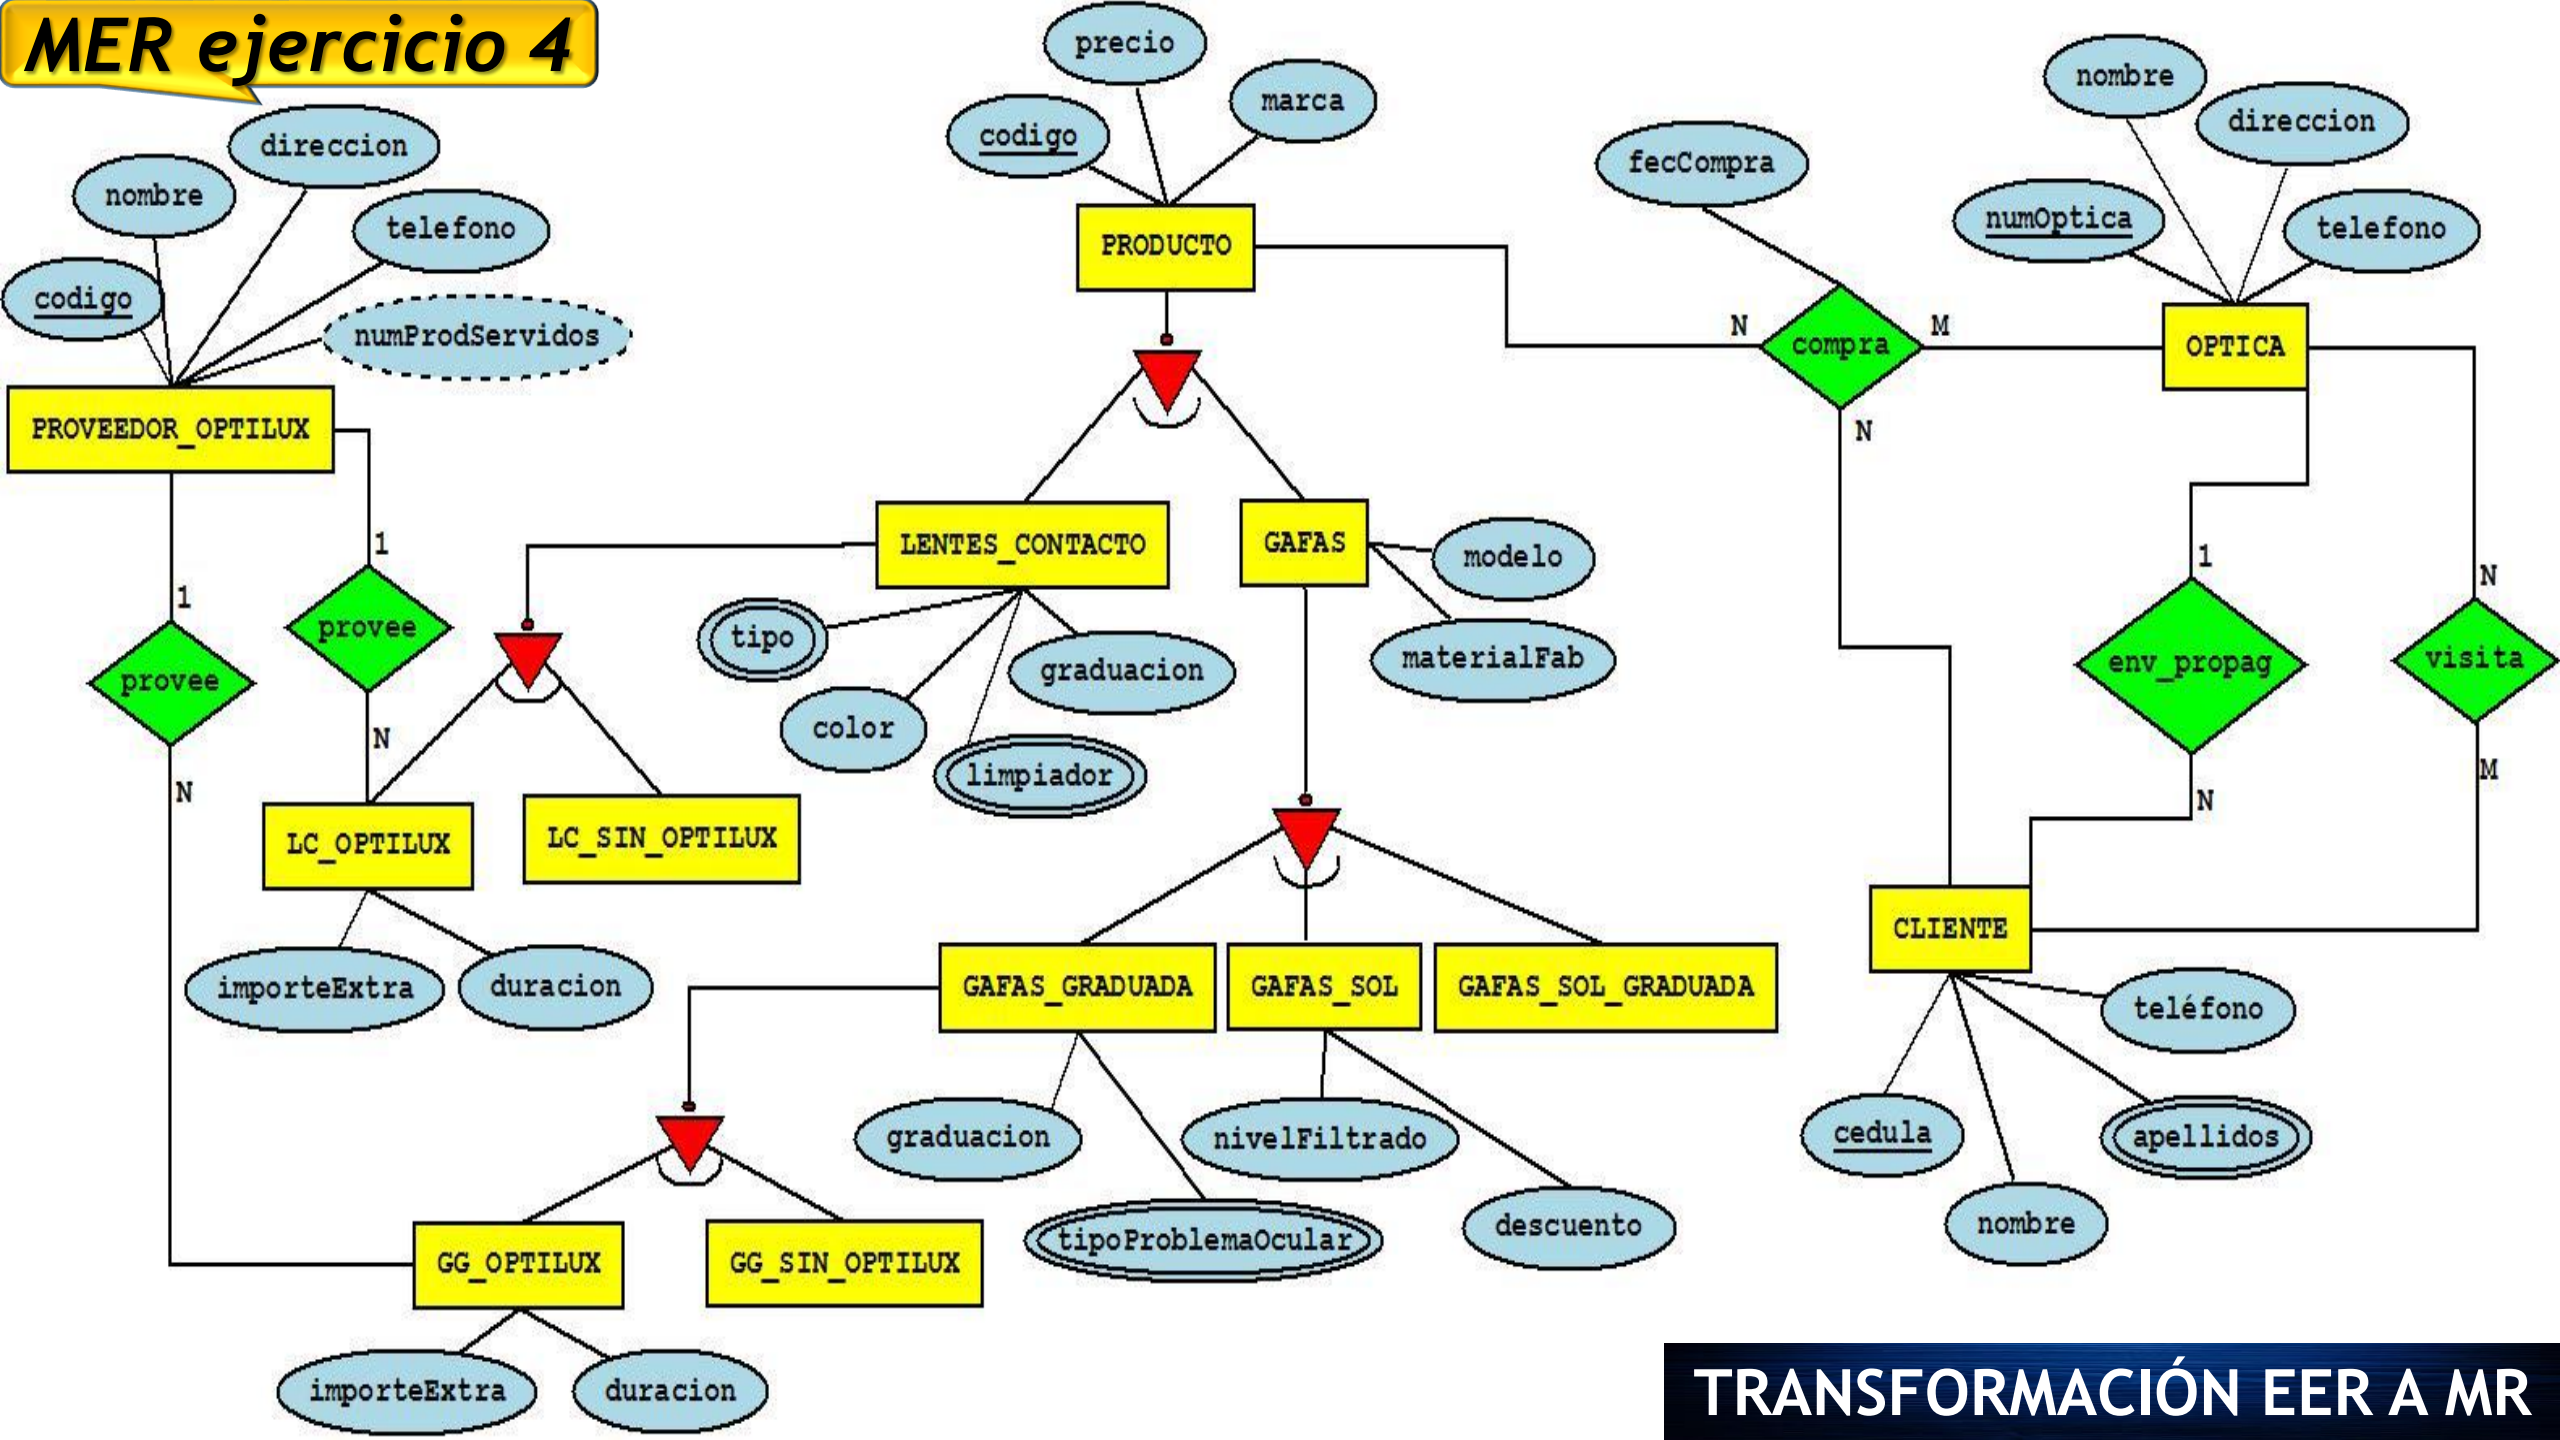 MER ejercicio 4
precio
marca
codigo
PRODUCTO
nombre
direccion
numOptica
telefono
OPTICA
fecCompra
N
compra
M
N
direccion
nombre
telefono
codigo
numProdServidos
PROVEEDOR_OPTILUX
1
provee
N
1
provee
N
LENTES_CONTACTO
GAFAS
modelo
materialFab
tipo
graduacion
color
limpiador
1
env_propag
N
N
visita
M
LC_OPTILUX
LC_SIN_OPTILUX
importeExtra
duracion
GAFAS_GRADUADA
GAFAS_SOL
GAFAS_SOL_GRADUADA
CLIENTE
teléfono
cedula
apellidos
nombre
graduacion
nivelFiltrado
tipoProblemaOcular
descuento
GG_OPTILUX
GG_SIN_OPTILUX
importeExtra
duracion
TRANSFORMACIÓN EER A MR